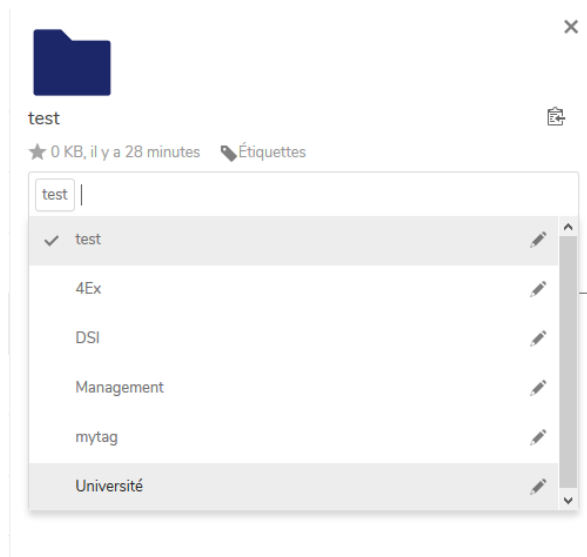 test
0 KB, il y a 28 minutes Étiquettes
test
test
4Ex
DSI
Management
mytag
Université